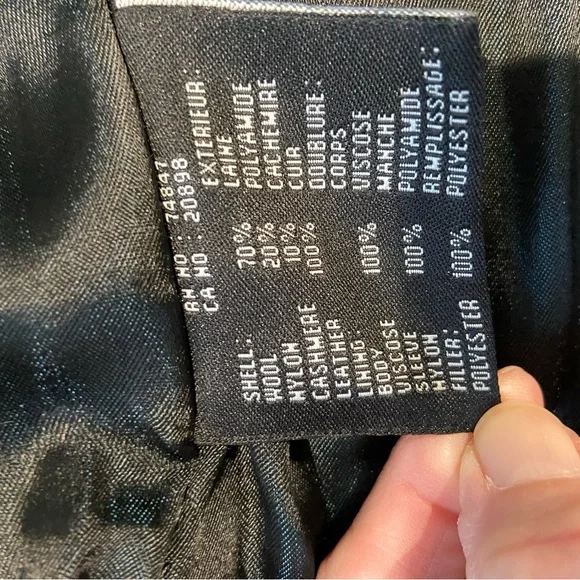 RN NO : 74847
CA NO : 20898
SHELL: EXTERIEUR:
WOOL 70% LAINE
NYLON 20% POLYAMIDE
CASHMERE 10% CACHEMIRE
LEATHER 100% CUIR
LINING: DOUBLURE:
BODY CORPS
VISCOSE 100% VISCOSE
SLEEVE MANCHE
NYLON 100% POLYAMIDE
FILLER: REMPLISSAGE:
POLYESTER 100% POLYESTER